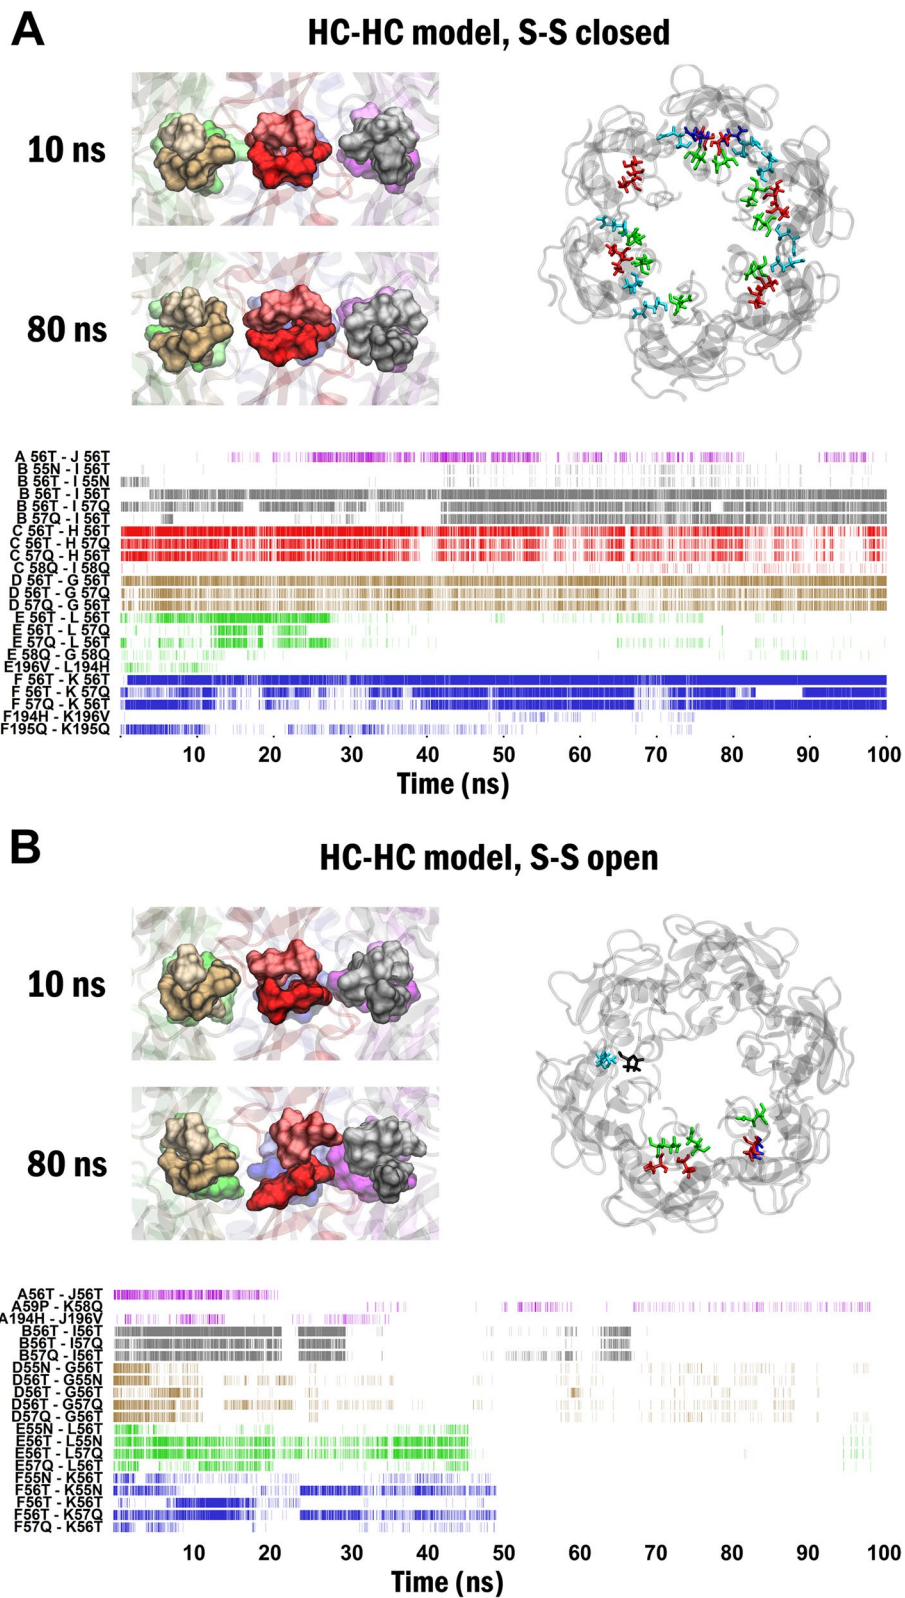 A
HC-HC model, S-S closed
10 ns
80 ns
A 56T - J 56T
B 55N - I 56T
B 56T - I 55N
B 56T - I 56T
B 56T - I 57Q
B 57Q - I 56T
C 56T - H 56T
C 56T - H 57Q
C 57Q - H 56T
C 58Q - I 58Q
D 56T - G 56T
D 56T - G 57Q
D 57Q - G 56T
E 56T - L 56T
E 56T - L 57Q
E 57Q - L 56T
E 58Q - G 58Q
E196V - L194H
F 56T - K 56T
F 56T - K 57Q
F 57Q - K 56T
F194H - K196V
F195Q - K195Q
10 20 30 40 50 60 70 80 90 100
Time (ns)
B
HC-HC model, S-S open
10 ns
80 ns
A56T - J56T
A59P - K58Q
A194H - J196V
B56T - I56T
B56T - I57Q
B57Q - I56T
D55N - G56T
D56T - G55N
D56T - G56T
D56T - G57Q
D57Q - G56T
E55N - L56T
E56T - L55N
E56T - L57Q
E57Q - L56T
F55N - K56T
F56T - K55N
F56T - K56T
F56T - K57Q
F57Q - K56T
10 20 30 40 50 60 70 80 90 100
Time (ns)